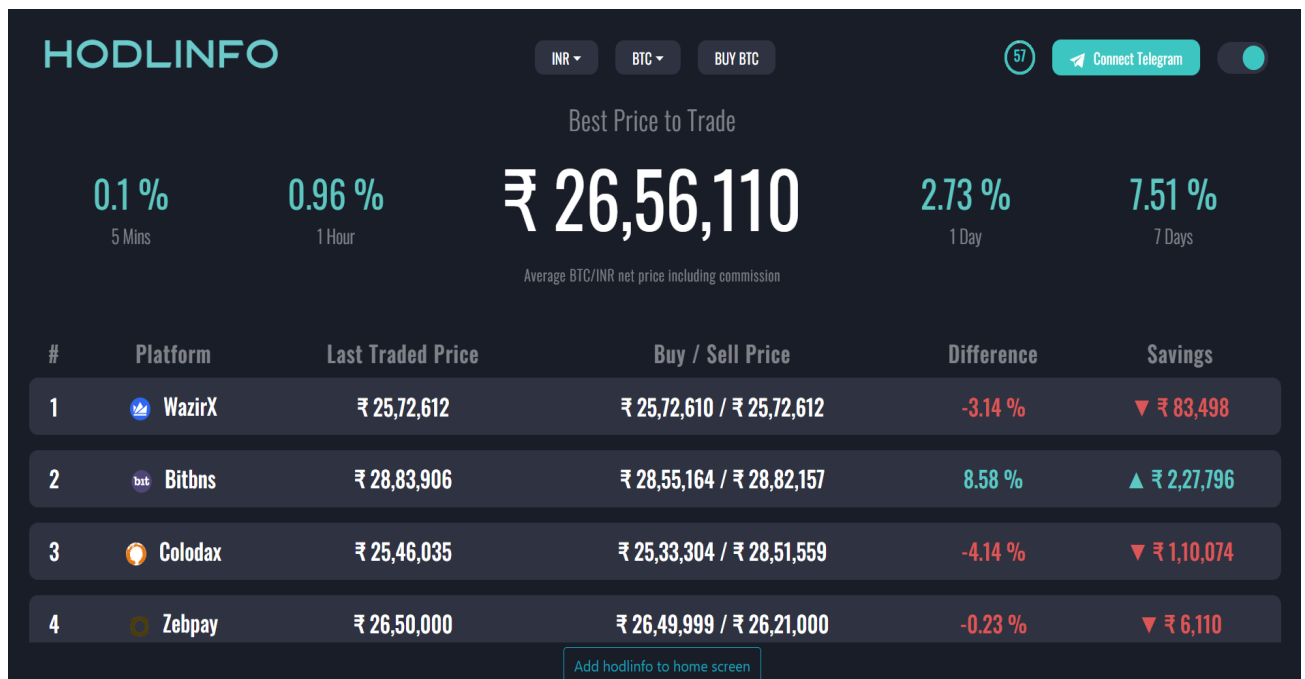 HODLINFO INR BTC BUY BTC 57 Connect Telegram
Best Price to Trade
0.1 % 0.96 % ₹ 26,56,110 2.73 % 7.51 %
5 Mins 1 Hour 1 Day 7 Days
Average BTC/INR net price including commission
# Platform Last Traded Price Buy / Sell Price Difference Savings
1 WazirX ₹ 25,72,612 ₹ 25,72,610 / ₹ 25,72,612 -3.14 % ▼ ₹ 83,498
2 bıt Bitbns ₹ 28,83,906 ₹ 28,55,164 / ₹ 28,82,157 8.58 % ▲ ₹ 2,27,796
3 Colodax ₹ 25,46,035 ₹ 25,33,304 / ₹ 28,51,559 -4.14 % ▼ ₹ 1,10,074
4 Zebpay ₹ 26,50,000 ₹ 26,49,999 / ₹ 26,21,000 -0.23 % ▼ ₹ 6,110
Add hodlinfo to home screen